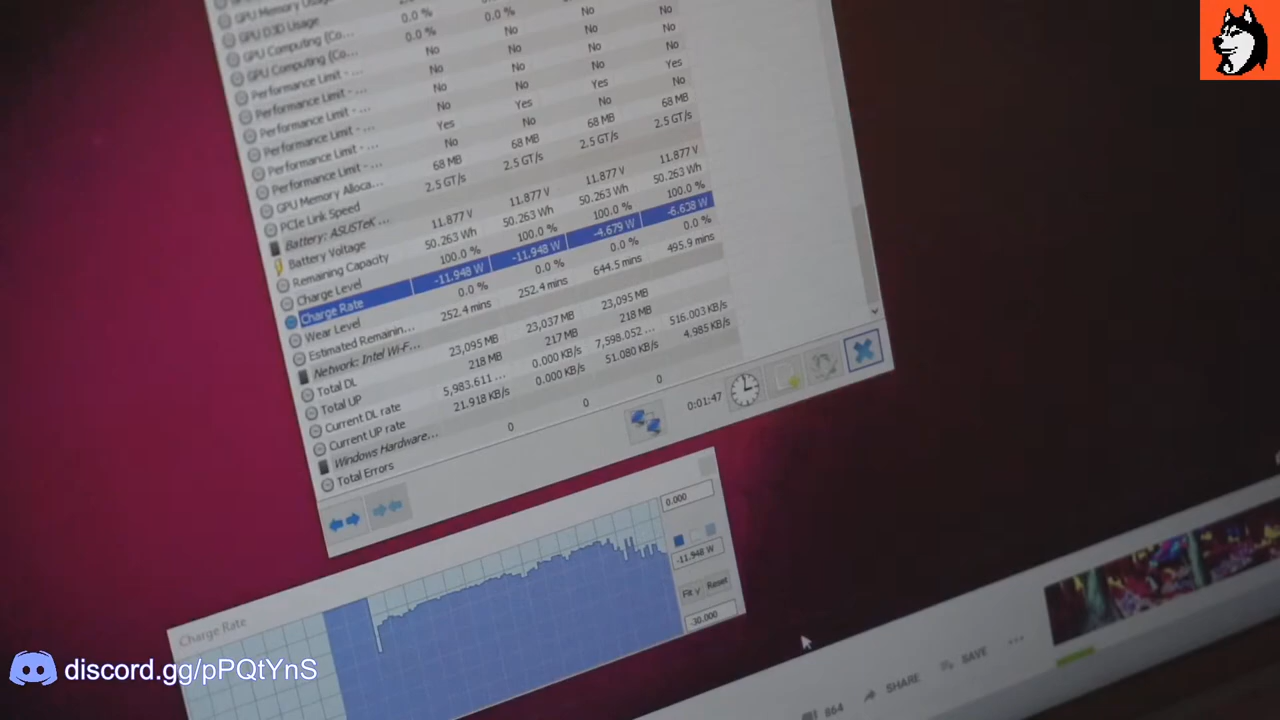 GPU Memory Usage
GPU D3D Usage 0.0 % 0.0 % No No
GPU Computing (Co... 0.0 % No No No
GPU Computing (Co... No No No No
Performance Limit - ... No No No Yes
Performance Limit - ... No No Yes No
Performance Limit - ... No Yes No
Performance Limit - ... Yes No
Performance Limit - ... No
Performance Limit - ...
GPU Memory Alloca... 68 MB 68 MB 68 MB 68 MB
PCIe Link Speed 2.5 GT/s 2.5 GT/s 2.5 GT/s 2.5 GT/s
Battery: ASUSTeK ...
Battery Voltage 11.877 V 11.877 V 11.877 V 11.877 V
Remaining Capacity 50.263 Wh 50.263 Wh 50.263 Wh 50.263 Wh
Charge Level 100.0 % 100.0 % 100.0 % 100.0 %
Charge Rate -11.948 W -11.948 W -4.679 W -6.638 W
Wear Level 0.0 % 0.0 % 0.0 % 0.0 %
Estimated Remainin... 252.4 mins 252.4 mins 644.5 mins 495.9 mins
Network: Intel Wi-F...
Total DL 23,095 MB 23,037 MB 23,095 MB
Total UP 218 MB 217 MB 218 MB
Current DL rate 5,983.611 ... 0.000 KB/s 7,598.052 ... 516.003 KB/s
Current UP rate 21.918 KB/s 0.000 KB/s 51.080 KB/s 4.985 KB/s
Windows Hardware...
Total Errors 0 0 0
0:01:47
Charge Rate
0.000
-11.948 W
Fit y Reset
-30.000
864 SHARE SAVE ...
discord.gg/pPQtYnS